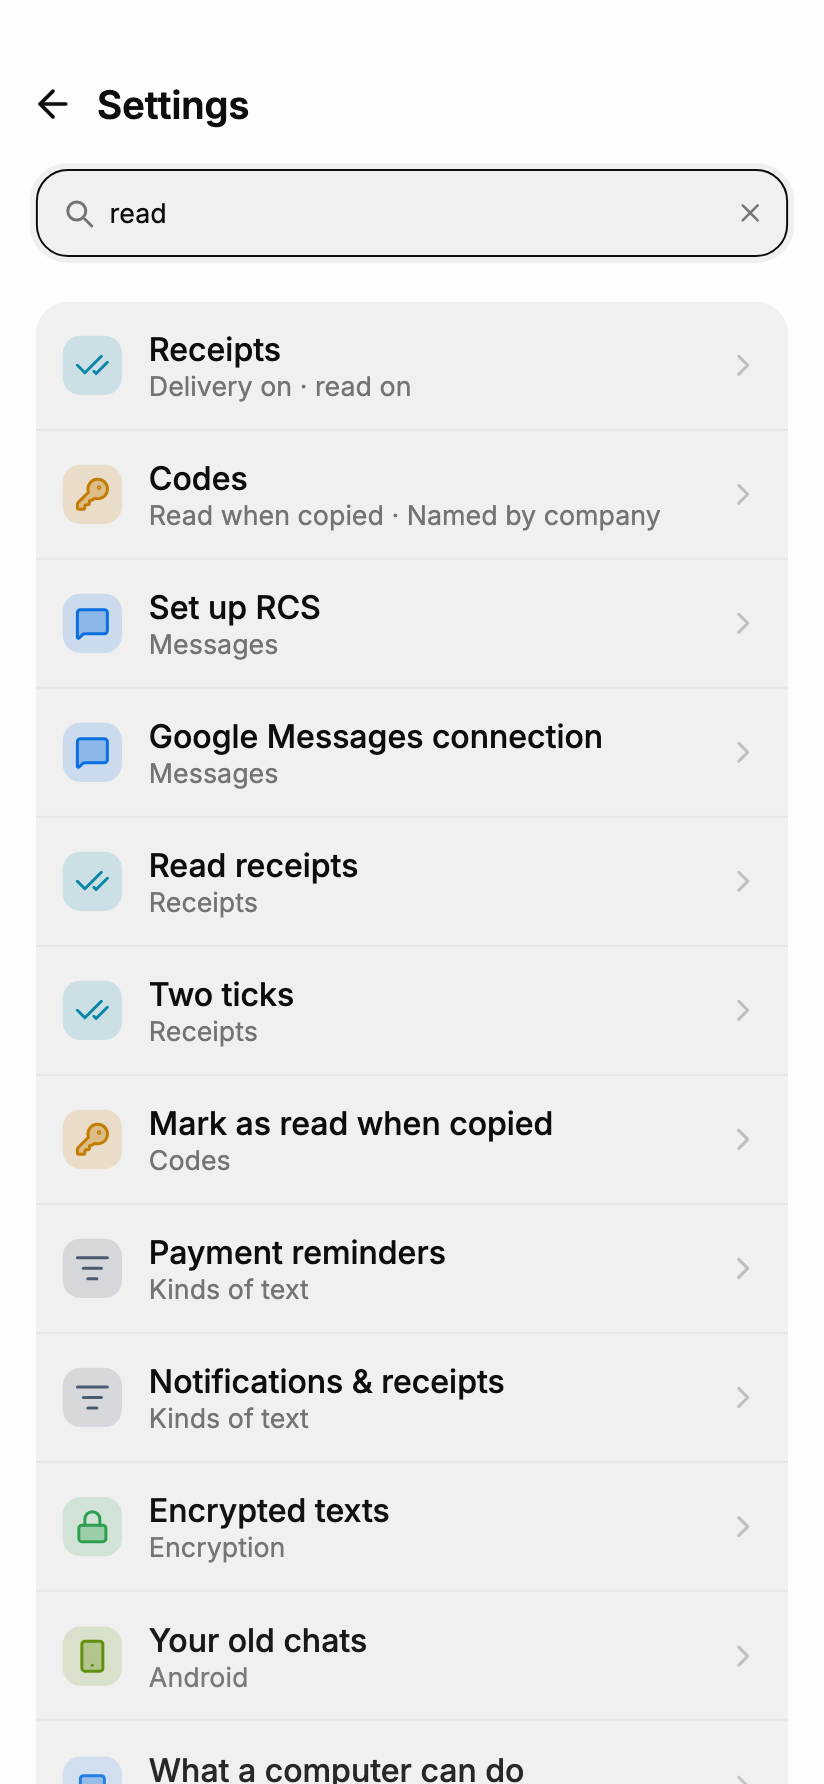 Settings
read
Receipts
Delivery on · read on
Codes
Read when copied · Named by company
Set up RCS
Messages
Google Messages connection
Messages
Read receipts
Receipts
Two ticks
Receipts
Mark as read when copied
Codes
Payment reminders
Kinds of text
Notifications & receipts
Kinds of text
Encrypted texts
Encryption
Your old chats
Android
What a computer can do